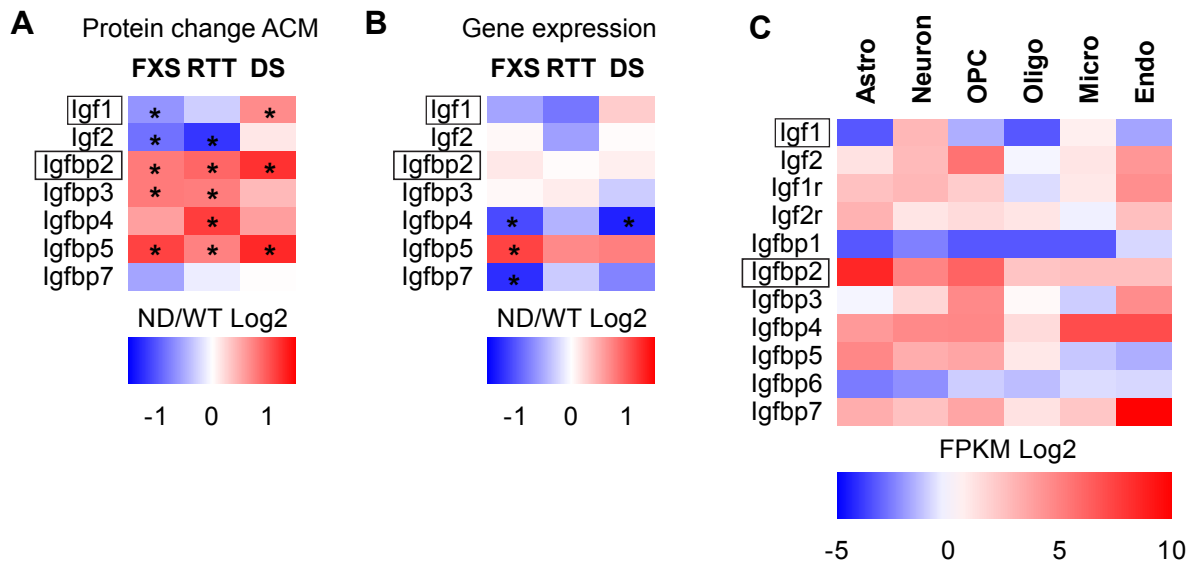 A
Protein change ACM
FXS RTT DS
Igf1 * *
Igf2 * *
Igfbp2 * * *
Igfbp3 * *
Igfbp4 *
Igfbp5 * * *
Igfbp7
ND/WT Log2
-1 0 1
B
Gene expression
FXS RTT DS
Igf1
Igf2
Igfbp2
Igfbp3
Igfbp4 * *
Igfbp5 *
Igfbp7 *
ND/WT Log2
-1 0 1
C
Astro Neuron OPC Oligo Micro Endo
Igf1
Igf2
Igf1r
Igf2r
Igfbp1
Igfbp2
Igfbp3
Igfbp4
Igfbp5
Igfbp6
Igfbp7
FPKM Log2
-5 0 5 10